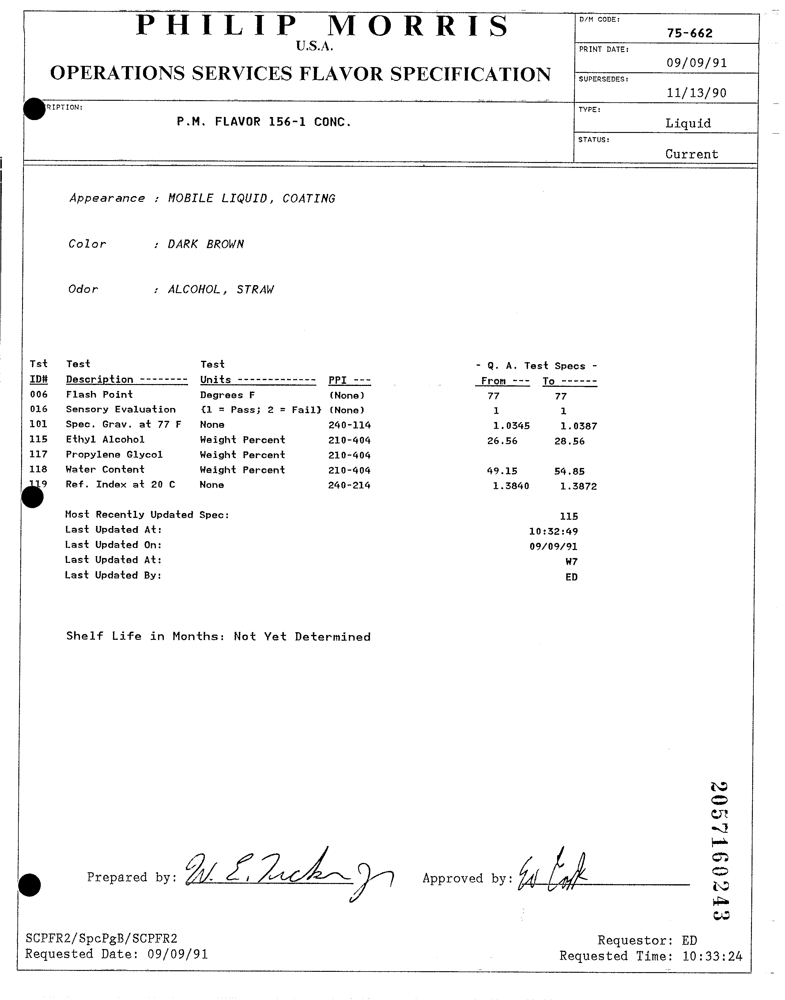 PHILIP MORRIS
U.S.A.
OPERATIONS SERVICES FLAVOR SPECIFICATION
D/M CODE:
75-662
PRINT DATE:
09/09/91
SUPERSEDES:
11/13/90
RIPTION:
P.M. FLAVOR 156-1 CONC.
TYPE:
Liquid
STATUS:
Current
Appearance : MOBILE LIQUID, COATING
Color : DARK BROWN
Odor : ALCOHOL, STRAW
Tst Test Test - Q. A. Test Specs -
ID# Description -------- Units ------------- PPI --- From --- To ------
006 Flash Point Degrees F (None) 77 77
016 Sensory Evaluation {1 = Pass; 2 = Fail} (None) 1 1
101 Spec. Grav. at 77 F None 240-114 1.0345 1.0387
115 Ethyl Alcohol Weight Percent 210-404 26.56 28.56
117 Propylene Glycol Weight Percent 210-404
118 Water Content Weight Percent 210-404 49.15 54.85
119 Ref. Index at 20 C None 240-214 1.3840 1.3872
Most Recently Updated Spec: 115
Last Updated At: 10:32:49
Last Updated On: 09/09/91
Last Updated At: W7
Last Updated By: ED
Shelf Life in Months: Not Yet Determined
2057160243
Prepared by: W. E. Tucker Jr Approved by: Ed Cook
SCPFR2/SpcPgB/SCPFR2 Requestor: ED
Requested Date: 09/09/91 Requested Time: 10:33:24